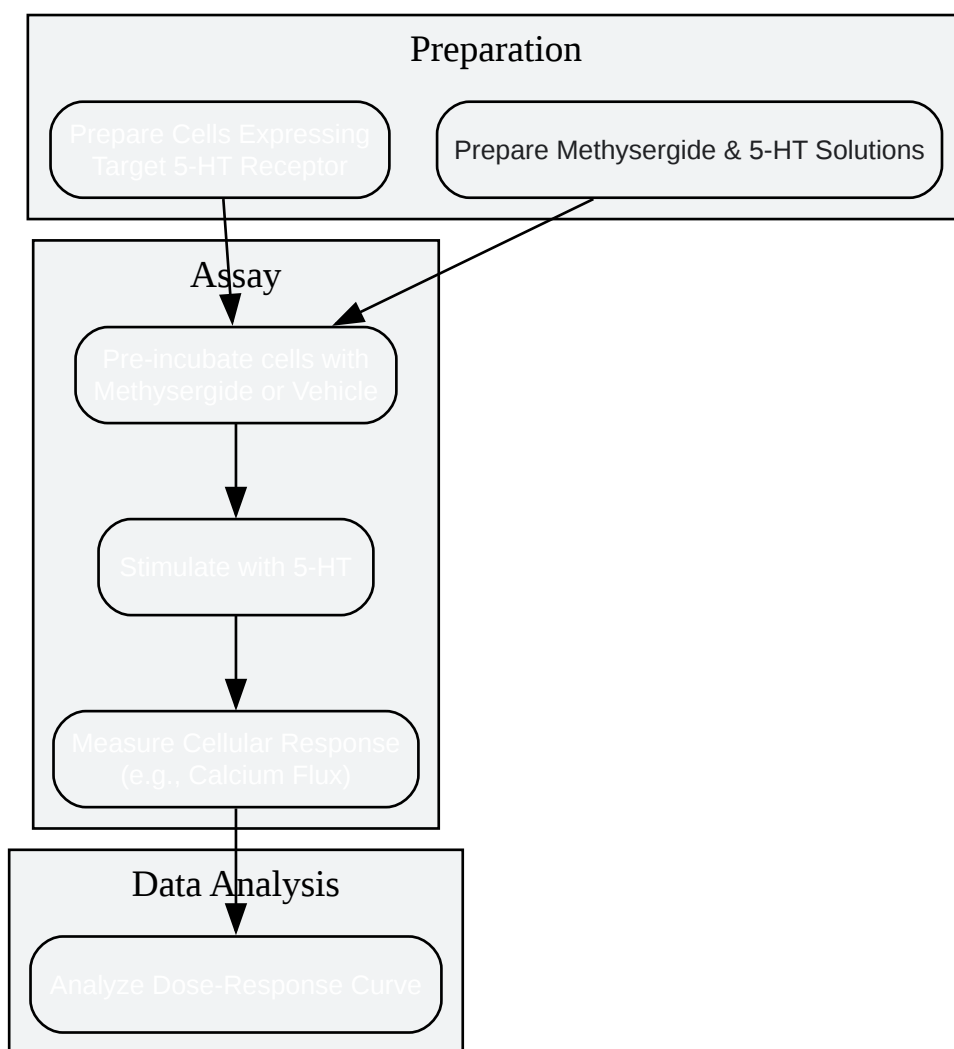 Preparation
Prepare Cells Expressing
Target 5-HT Receptor
Prepare Methysergide & 5-HT Solutions
Assay
Pre-incubate cells with
Methysergide or Vehicle
Stimulate with 5-HT
Measure Cellular Response
(e.g., Calcium Flux)
Data Analysis
Analyze Dose-Response Curve